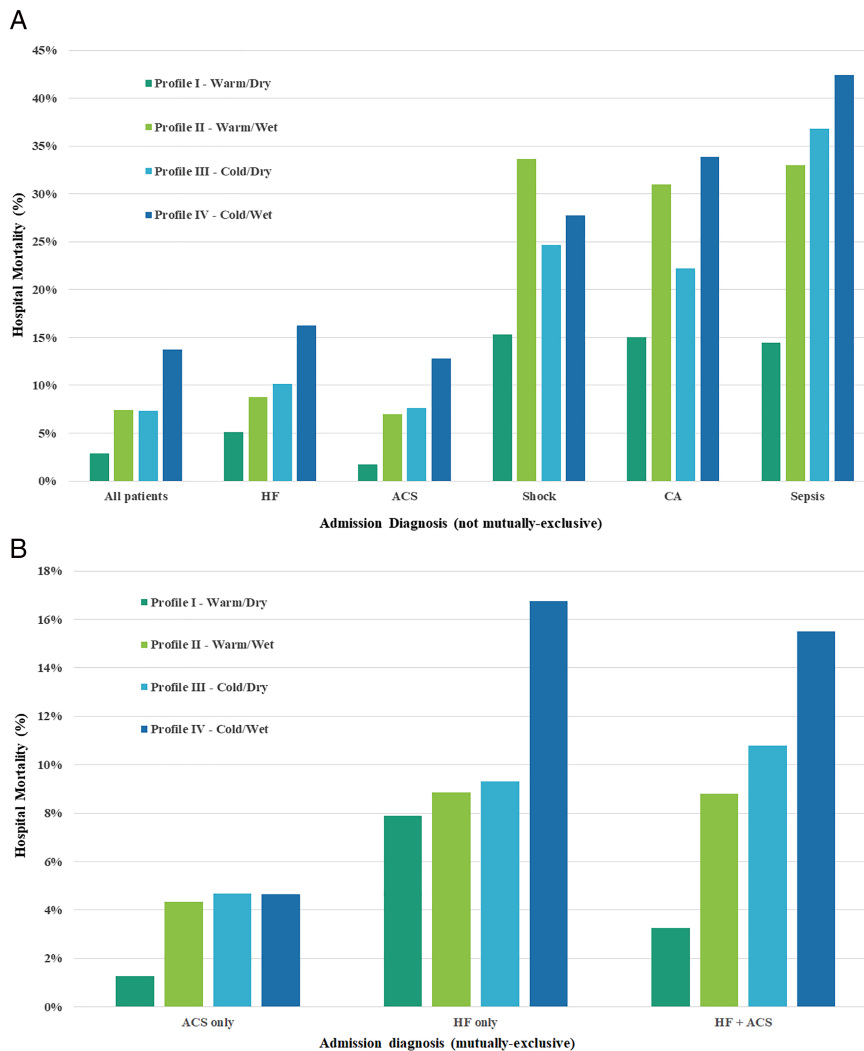 A
45%
40%
35%
30%
25%
20%
15%
10%
5%
0%
Hospital Mortality (%)
Profile I - Warm/Dry
Profile II - Warm/Wet
Profile III - Cold/Dry
Profile IV - Cold/Wet
All patients HF ACS Shock CA Sepsis
Admission Diagnosis (not mutually-exclusive)
B
18%
16%
14%
12%
10%
8%
6%
4%
2%
0%
Hospital Mortality (%)
Profile I - Warm/Dry
Profile II - Warm/Wet
Profile III - Cold/Dry
Profile IV - Cold/Wet
ACS only HF only HF + ACS
Admission diagnosis (mutually-exclusive)